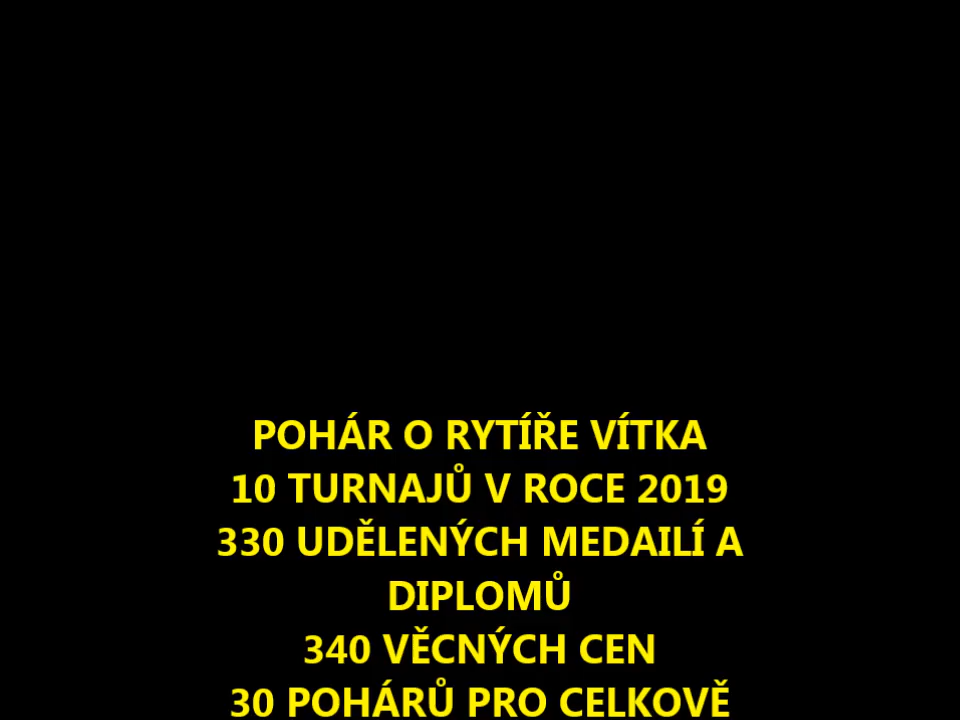 POHÁR O RYTÍŘE VÍTKA
10 TURNAJŮ V ROCE 2019
330 UDĚLENÝCH MEDAILÍ A
DIPLOMŮ
340 VĚCNÝCH CEN
30 POHÁRŮ PRO CELKOVĚ